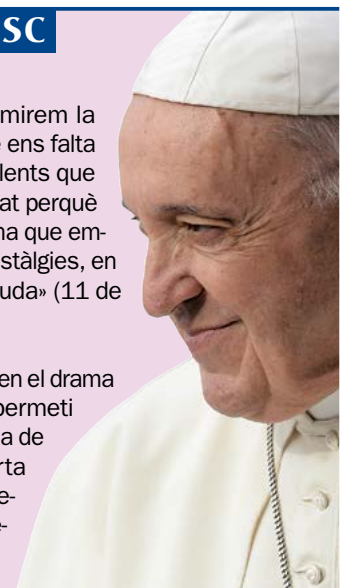 SC
mirem la
ens falta
lents que
at perquè
na que em-
stàlgies, en
uda» (11 de
en el drama
permeti
a de
rta
e-
e-